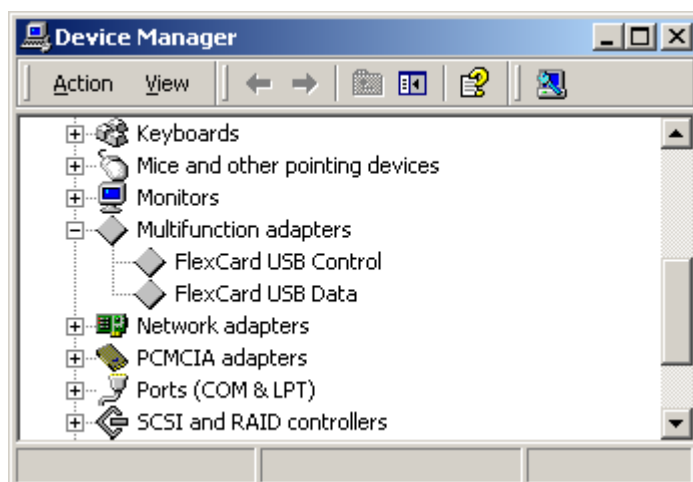 Device Manager
Action View
Keyboards
Mice and other pointing devices
Monitors
Multifunction adapters
FlexCard USB Control
FlexCard USB Data
Network adapters
PCMCIA adapters
Ports (COM & LPT)
SCSI and RAID controllers